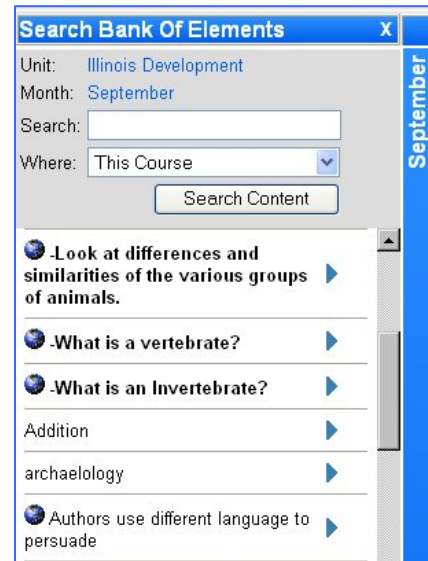 Search Bank Of Elements X
Unit: Illinois Development
Month: September
Search:
Where: This Course
Search Content
-Look at differences and
similarities of the various groups
of animals.
-What is a vertebrate?
-What is an Invertebrate?
Addition
archaelology
Authors use different language to
persuade
September